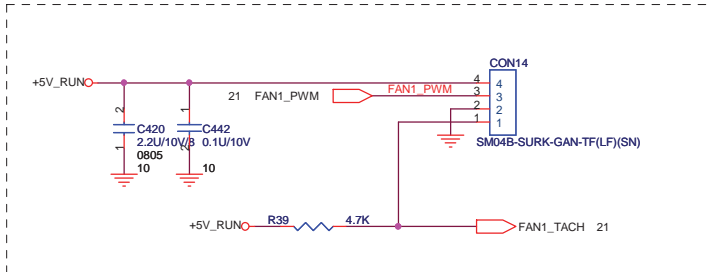 CON14
+5V_RUN
4
4
21
FAN1_PWM
FAN1_PWM
3
3
2
2
1
1
2
1
C420
C442
2.2U/10V/3
0.1U/10V
SM04B-SURK-GAN-TF(LF)(SN)
1
2
0805
10
10
+5V_RUN
R39
4.7K
FAN1_TACH
21